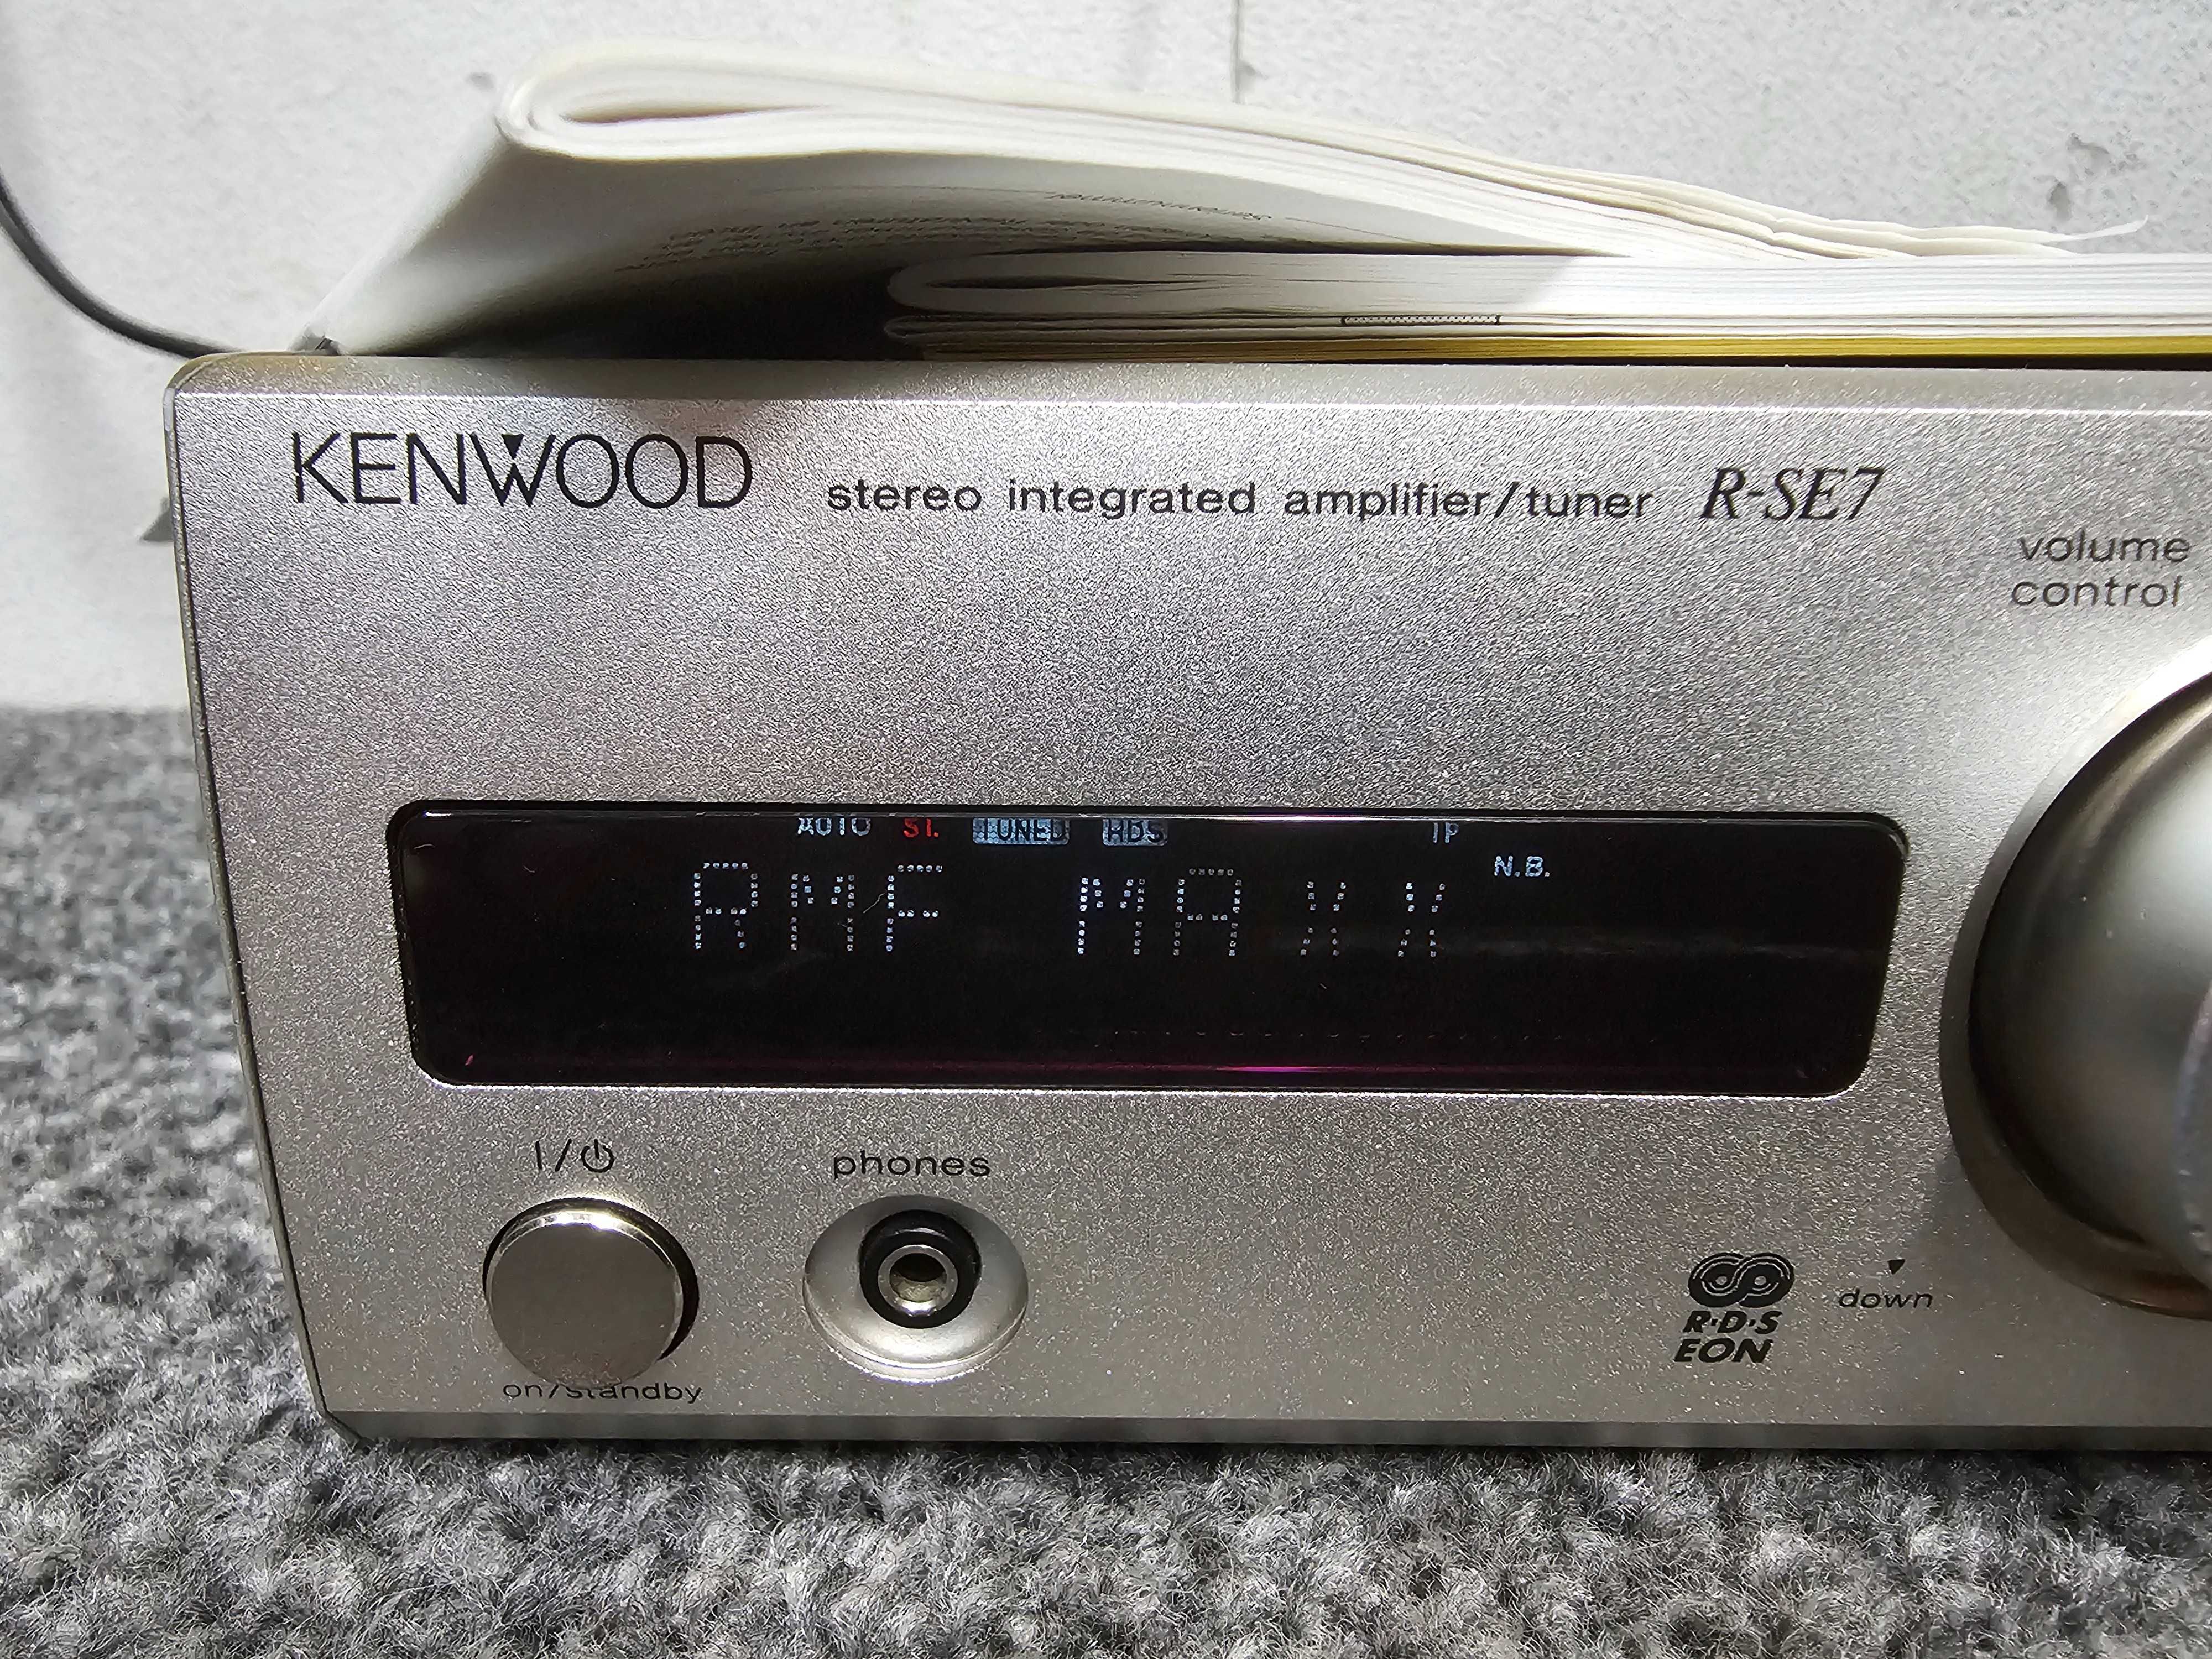 KENWOOD stereo integrated amplifier/tuner R-SE7
volume
control
AUTO ST. TUNED RDS TP
N.B.
RMF MAXX
I/⏻ phones
on/standby
R·D·S
EON
down